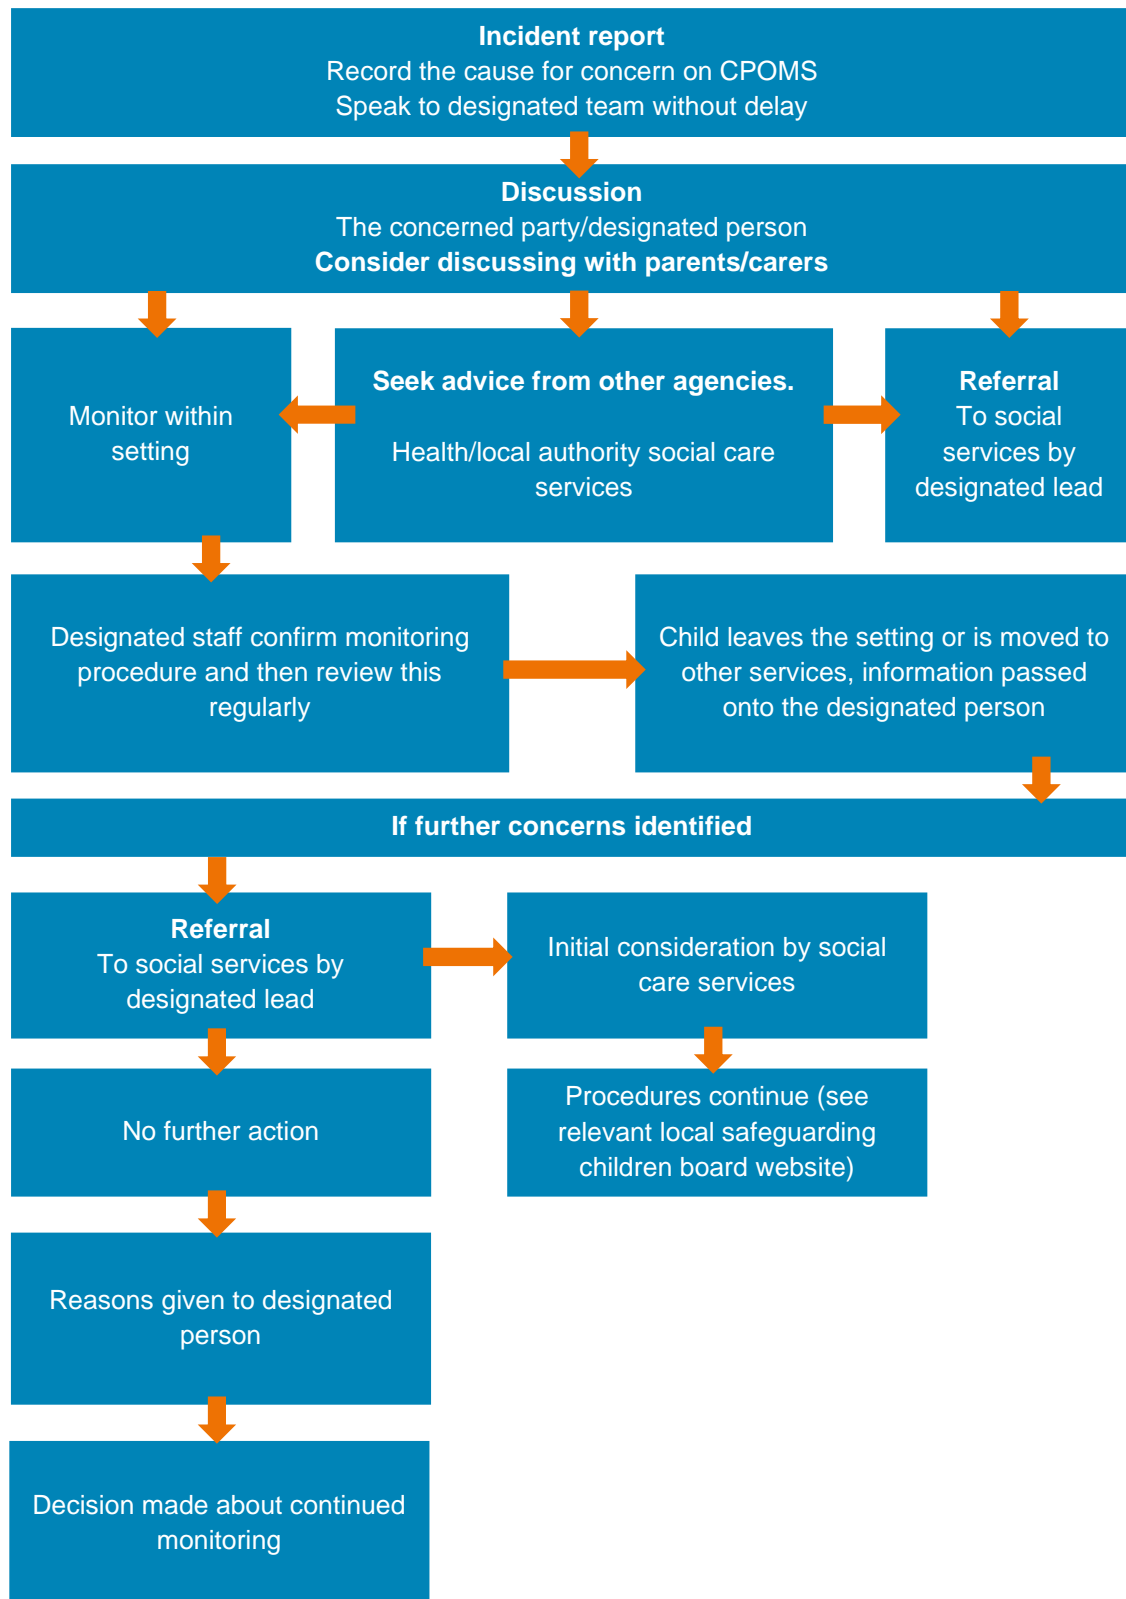 Incident report
Record the cause for concern on CPOMS
Speak to designated team without delay
Discussion
The concerned party/designated person
Consider discussing with parents/carers
Monitor within
setting
Seek advice from other agencies.
Health/local authority social care
services
Referral
To social
services by
designated lead
Designated staff confirm monitoring
procedure and then review this
regularly
Child leaves the setting or is moved to
other services, information passed
onto the designated person
If further concerns identified
Referral
To social services by
designated lead
Initial consideration by social
care services
No further action
Procedures continue (see
relevant local safeguarding
children board website)
Reasons given to designated
person
Decision made about continued
monitoring